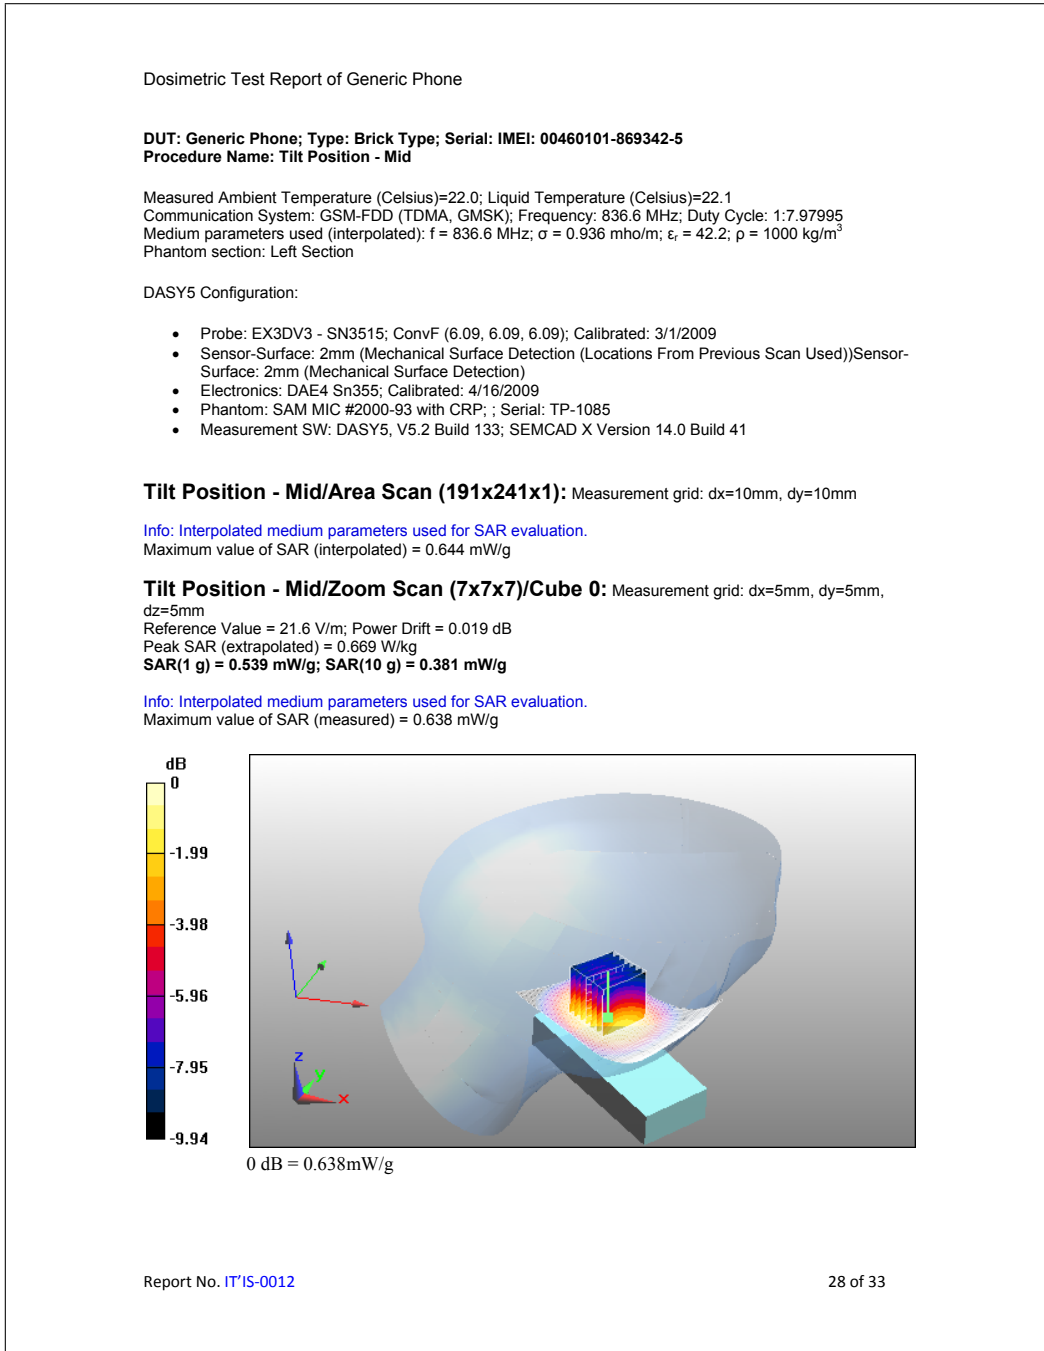 Dosimetric Test Report of Generic Phone
DUT: Generic Phone; Type: Brick Type; Serial: IMEI: 00460101-869342-5
Procedure Name: Tilt Position - Mid
Measured Ambient Temperature (Celsius)=22.0; Liquid Temperature (Celsius)=22.1
Communication System: GSM-FDD (TDMA, GMSK); Frequency: 836.6 MHz; Duty Cycle: 1:7.97995
Medium parameters used (interpolated): f = 836.6 MHz; σ = 0.936 mho/m; εr = 42.2; ρ = 1000 kg/m3
Phantom section: Left Section
DASY5 Configuration:
• Probe: EX3DV3 - SN3515; ConvF (6.09, 6.09, 6.09); Calibrated: 3/1/2009
• Sensor-Surface: 2mm (Mechanical Surface Detection (Locations From Previous Scan Used))Sensor-
Surface: 2mm (Mechanical Surface Detection)
• Electronics: DAE4 Sn355; Calibrated: 4/16/2009
• Phantom: SAM MIC #2000-93 with CRP; ; Serial: TP-1085
• Measurement SW: DASY5, V5.2 Build 133; SEMCAD X Version 14.0 Build 41
Tilt Position - Mid/Area Scan (191x241x1): Measurement grid: dx=10mm, dy=10mm
Info: Interpolated medium parameters used for SAR evaluation.
Maximum value of SAR (interpolated) = 0.644 mW/g
Tilt Position - Mid/Zoom Scan (7x7x7)/Cube 0: Measurement grid: dx=5mm, dy=5mm,
dz=5mm
Reference Value = 21.6 V/m; Power Drift = 0.019 dB
Peak SAR (extrapolated) = 0.669 W/kg
SAR(1 g) = 0.539 mW/g; SAR(10 g) = 0.381 mW/g
Info: Interpolated medium parameters used for SAR evaluation.
Maximum value of SAR (measured) = 0.638 mW/g
dB
0
-1.99
-3.98
-5.96
-7.95
-9.94
z
y
x
0 dB = 0.638mW/g
Report No. IT'IS-0012 28 of 33